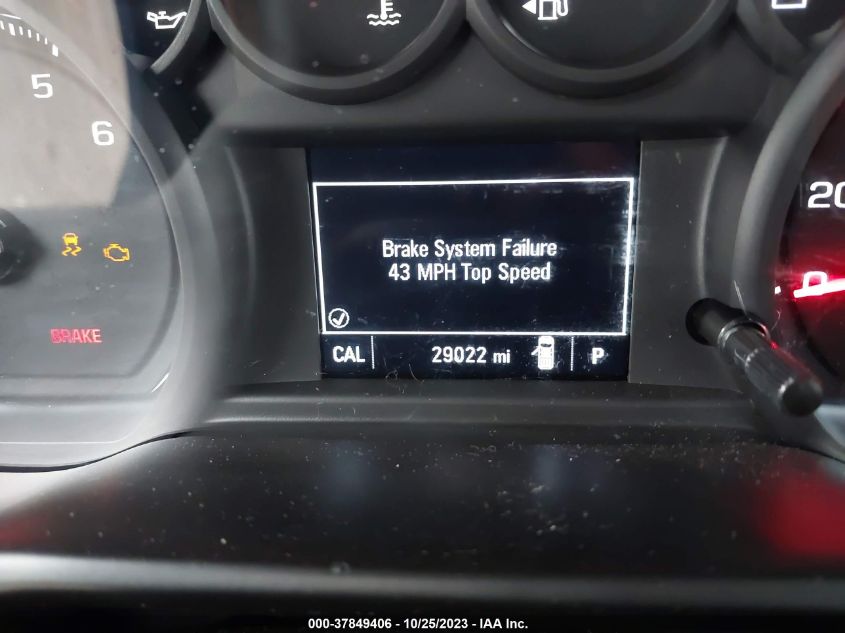 5
6
20
0
BRAKE
Brake System Failure
43 MPH Top Speed
CAL
29022 mi
P
000-37849406 - 10/25/2023 - IAA Inc.